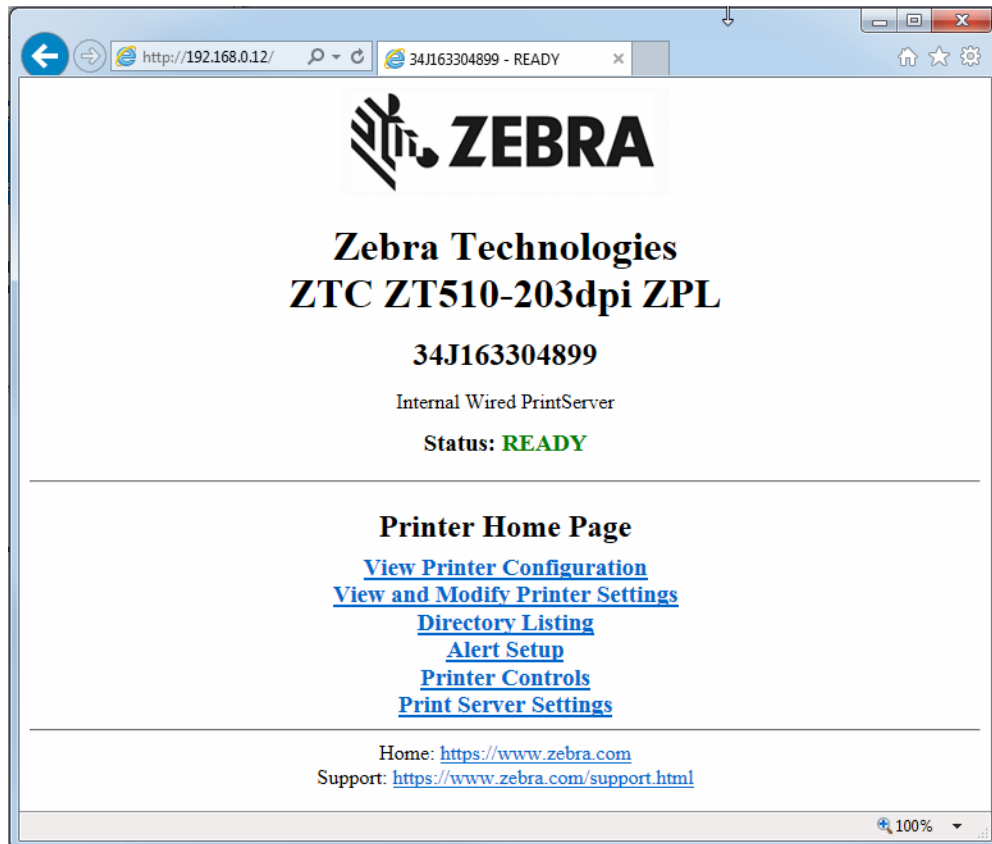 http://192.168.0.12/
34J163304899 - READY
ZEBRA
Zebra Technologies
ZTC ZT510-203dpi ZPL
34J163304899
Internal Wired PrintServer
Status: READY
Printer Home Page
View Printer Configuration
View and Modify Printer Settings
Directory Listing
Alert Setup
Printer Controls
Print Server Settings
Home: https://www.zebra.com
Support: https://www.zebra.com/support.html
100%